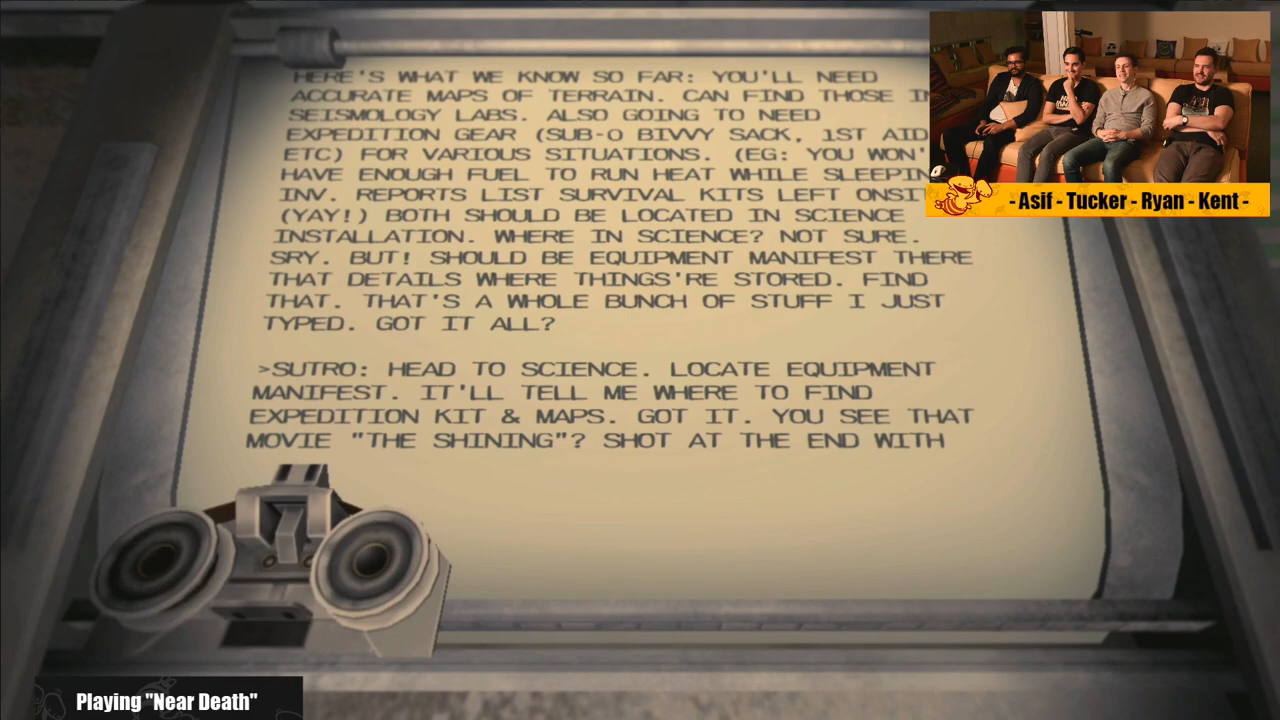 HERE'S WHAT WE KNOW SO FAR: YOU'LL NEED
ACCURATE MAPS OF TERRAIN. CAN FIND THOSE IN
SEISMOLOGY LABS. ALSO GOING TO NEED
EXPEDITION GEAR (SUB-0 BIVVY SACK, 1ST AID
ETC) FOR VARIOUS SITUATIONS. (EG: YOU WON'
HAVE ENOUGH FUEL TO RUN HEAT WHILE SLEEPIN
INV. REPORTS LIST SURVIVAL KITS LEFT ONSI
(YAY!) BOTH SHOULD BE LOCATED IN SCIENCE
INSTALLATION. WHERE IN SCIENCE? NOT SURE.
SRY. BUT! SHOULD BE EQUIPMENT MANIFEST THERE
THAT DETAILS WHERE THINGS'RE STORED. FIND
THAT. THAT'S A WHOLE BUNCH OF STUFF I JUST
TYPED. GOT IT ALL?
>SUTRO: HEAD TO SCIENCE. LOCATE EQUIPMENT
MANIFEST. IT'LL TELL ME WHERE TO FIND
EXPEDITION KIT & MAPS. GOT IT. YOU SEE THAT
MOVIE "THE SHINING"? SHOT AT THE END WITH
- Asif - Tucker - Ryan - Kent -
Playing "Near Death"